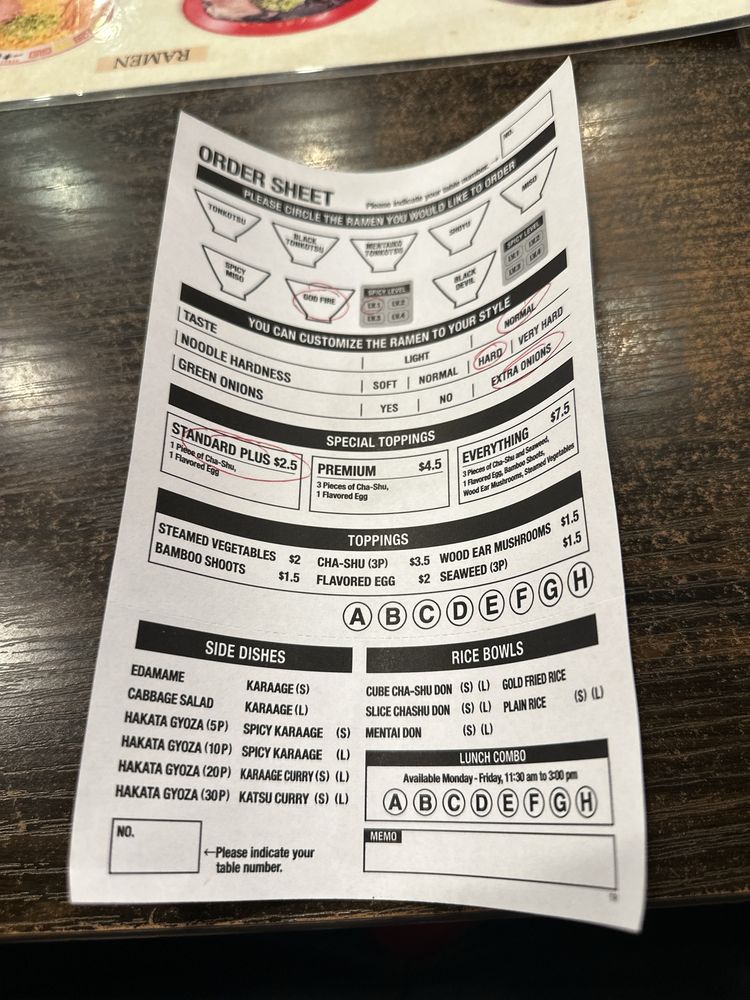 RAMEN
ORDER SHEET
Please indicate your table number. →
NO.
PLEASE CIRCLE THE RAMEN YOU WOULD LIKE TO ORDER
TONKOTSU
BLACK TONKOTSU
MENTAIKO TONKOTSU
SHOYU
MISO
SPICY MISO
GOD FIRE
SPICY LEVEL
LV.1 LV.2
LV.3 LV.4
BLACK DEVIL
SPICY LEVEL
LV.1 LV.2
LV.3 LV.4
YOU CAN CUSTOMIZE THE RAMEN TO YOUR STYLE
TASTE | LIGHT | NORMAL
NOODLE HARDNESS | SOFT | NORMAL | HARD | VERY HARD
GREEN ONIONS | YES | NO | EXTRA ONIONS
SPECIAL TOPPINGS
STANDARD PLUS $2.5
1 Piece of Cha-Shu,
1 Flavored Egg
PREMIUM $4.5
3 Pieces of Cha-Shu,
1 Flavored Egg
EVERYTHING $7.5
3 Pieces of Cha-Shu and Seaweed,
1 Flavored Egg, Bamboo Shoots,
Wood Ear Mushrooms, Steamed Vegetables
TOPPINGS
STEAMED VEGETABLES $2 CHA-SHU (3P) $3.5 WOOD EAR MUSHROOMS $1.5
BAMBOO SHOOTS $1.5 FLAVORED EGG $2 SEAWEED (3P) $1.5
A B C D E F G H
SIDE DISHES
EDAMAME KARAAGE (S)
CABBAGE SALAD KARAAGE (L)
HAKATA GYOZA (5P) SPICY KARAAGE (S)
HAKATA GYOZA (10P) SPICY KARAAGE (L)
HAKATA GYOZA (20P) KARAAGE CURRY (S) (L)
HAKATA GYOZA (30P) KATSU CURRY (S) (L)
RICE BOWLS
CUBE CHA-SHU DON (S) (L) GOLD FRIED RICE
SLICE CHASHU DON (S) (L) PLAIN RICE (S) (L)
MENTAI DON (S) (L)
LUNCH COMBO
Available Monday - Friday, 11:30 am to 3:00 pm
A B C D E F G H
NO.
←Please indicate your
table number.
MEMO